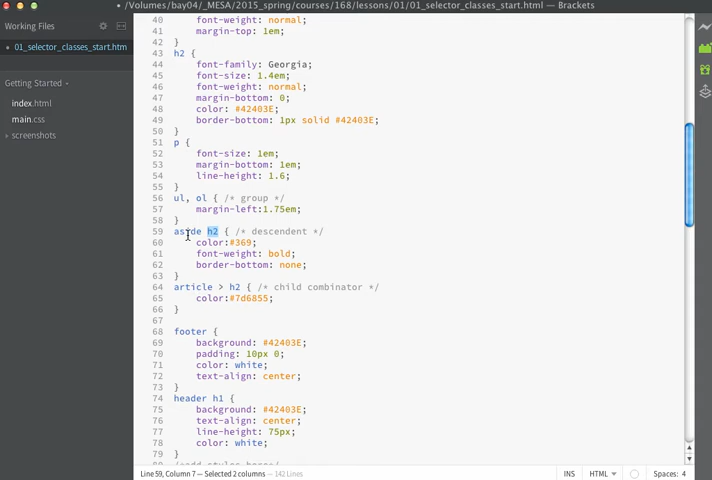 • /Volumes/bay04/_MESA/2015_spring/courses/168/lessons/01/01_selector_classes_start.html — Brackets
Working Files
• 01_selector_classes_start.html
Getting Started
index.html
main.css
screenshots
40 font-weight: normal;
41 margin-top: 1em;
42 }
43 h2 {
44 font-family: Georgia;
45 font-size: 1.4em;
46 font-weight: normal;
47 margin-bottom: 0;
48 color: #42403E;
49 border-bottom: 1px solid #42403E;
50 }
51 p {
52 font-size: 1em;
53 margin-bottom: 1em;
54 line-height: 1.6;
55 }
56 ul, ol { /* group */
57 margin-left:1.75em;
58 }
59 aside h2 { /* descendent */
60 color:#369;
61 font-weight: bold;
62 border-bottom: none;
63 }
64 article > h2 { /* child combinator */
65 color:#7d6855;
66 }
67
68 footer {
69 background: #42403E;
70 padding: 10px 0;
71 color: white;
72 text-align: center;
73 }
74 header h1 {
75 background: #42403E;
76 text-align: center;
77 line-height: 75px;
78 color: white;
79 }
80 /*add styles here*/
Line 59, Column 7 — Selected 2 columns — 142 Lines
INS
HTML
Spaces: 4